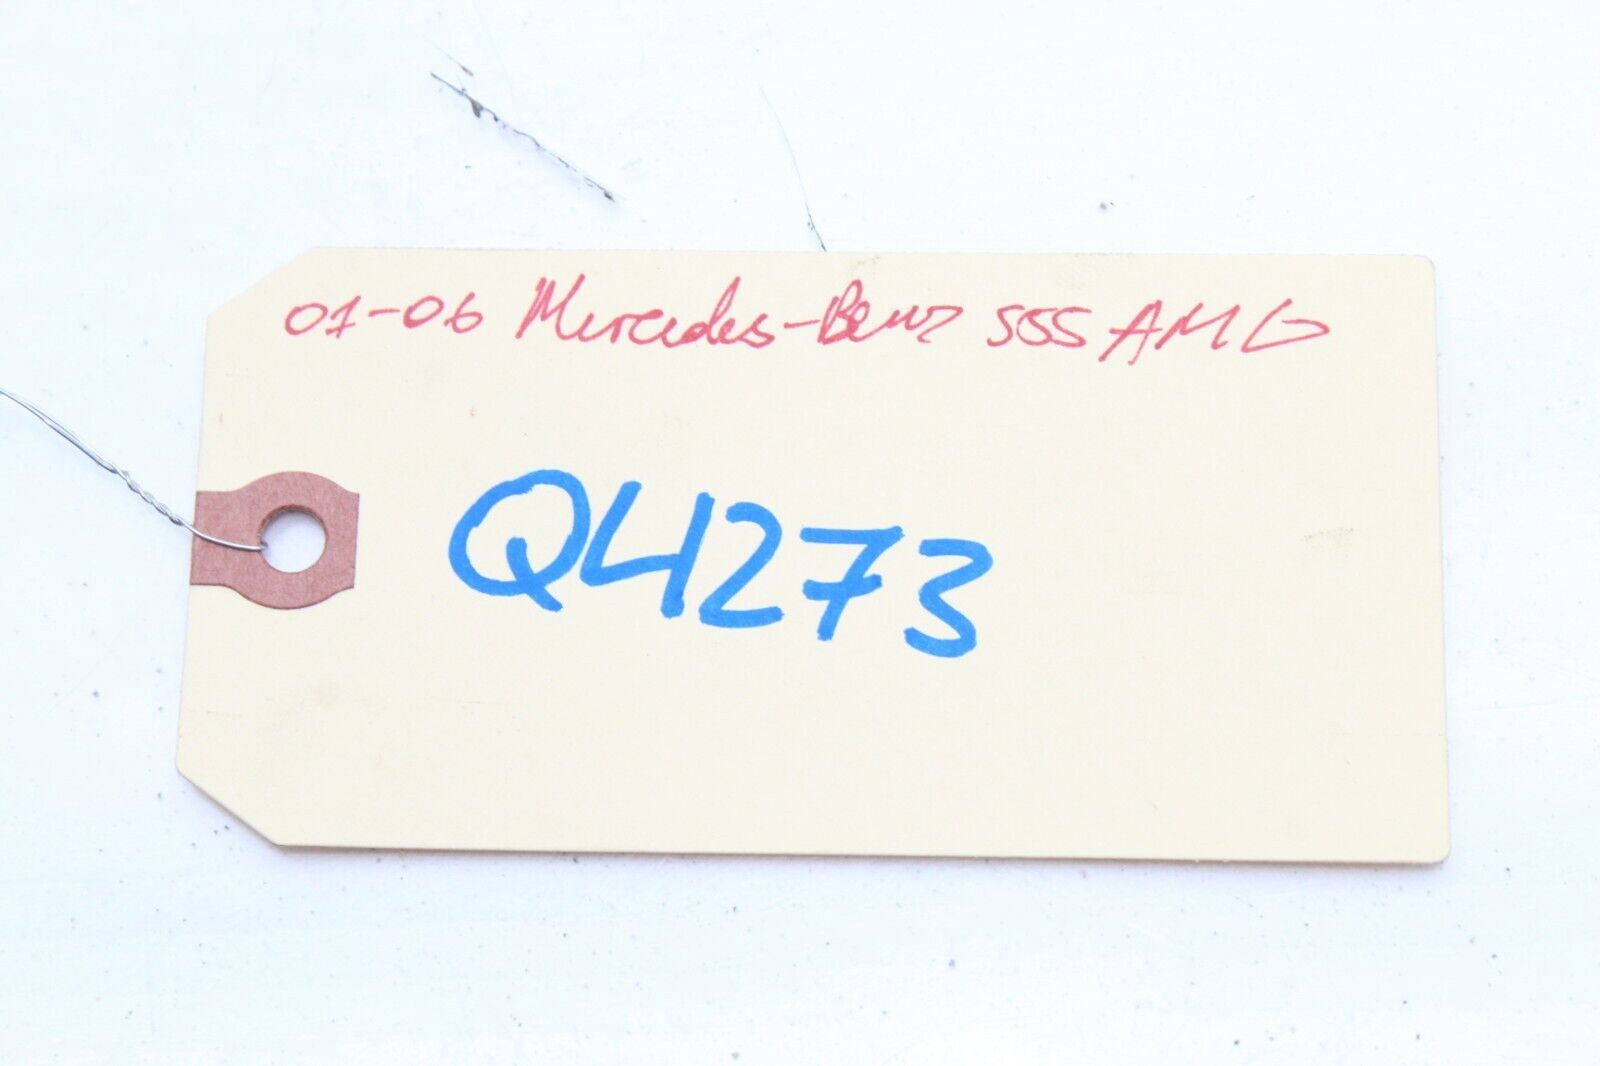 01-06 Mercedes-Benz S55 AMG
Q4273